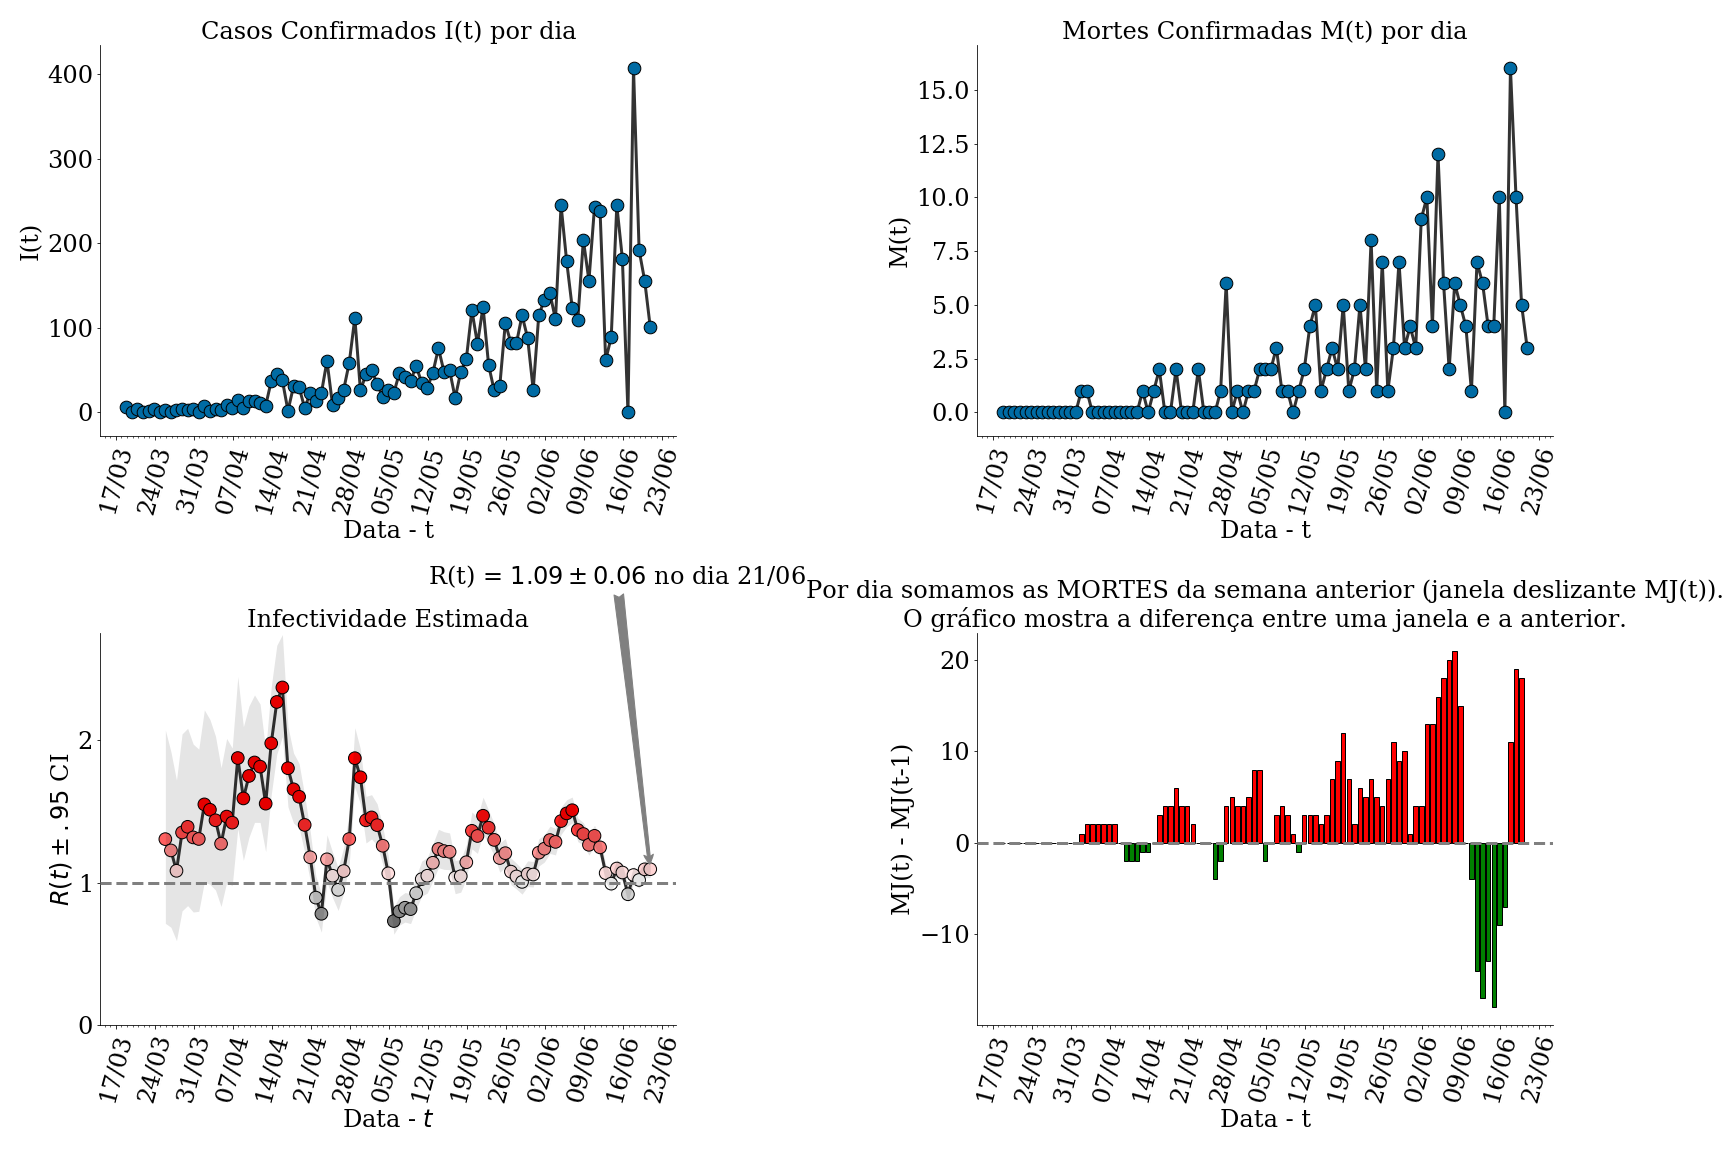 Casos Confirmados I(t) por dia
I(t)
400
300
200
100
0
17/03 24/03 31/03 07/04 14/04 21/04 28/04 05/05 12/05 19/05 26/05 02/06 09/06 16/06 23/06
Data - t
Mortes Confirmadas M(t) por dia
M(t)
15.0
12.5
10.0
7.5
5.0
2.5
0.0
17/03 24/03 31/03 07/04 14/04 21/04 28/04 05/05 12/05 19/05 26/05 02/06 09/06 16/06 23/06
Data - t
R(t) = 1.09 ± 0.06 no dia 21/06
Infectividade Estimada
R(t) ± .95 CI
2
1
0
17/03 24/03 31/03 07/04 14/04 21/04 28/04 05/05 12/05 19/05 26/05 02/06 09/06 16/06 23/06
Data - t
Por dia somamos as MORTES da semana anterior (janela deslizante MJ(t)).
O gráfico mostra a diferença entre uma janela e a anterior.
MJ(t) - MJ(t-1)
20
10
0
−10
17/03 24/03 31/03 07/04 14/04 21/04 28/04 05/05 12/05 19/05 26/05 02/06 09/06 16/06 23/06
Data - t